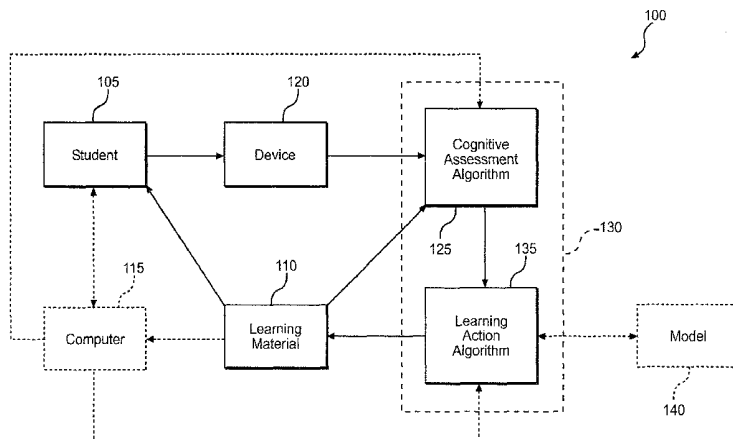 100
105
120
Student
Device
Cognitive
Assessment
Algorithm
125
130
135
110
115
Computer
Learning
Material
Learning
Action
Algorithm
Model
140